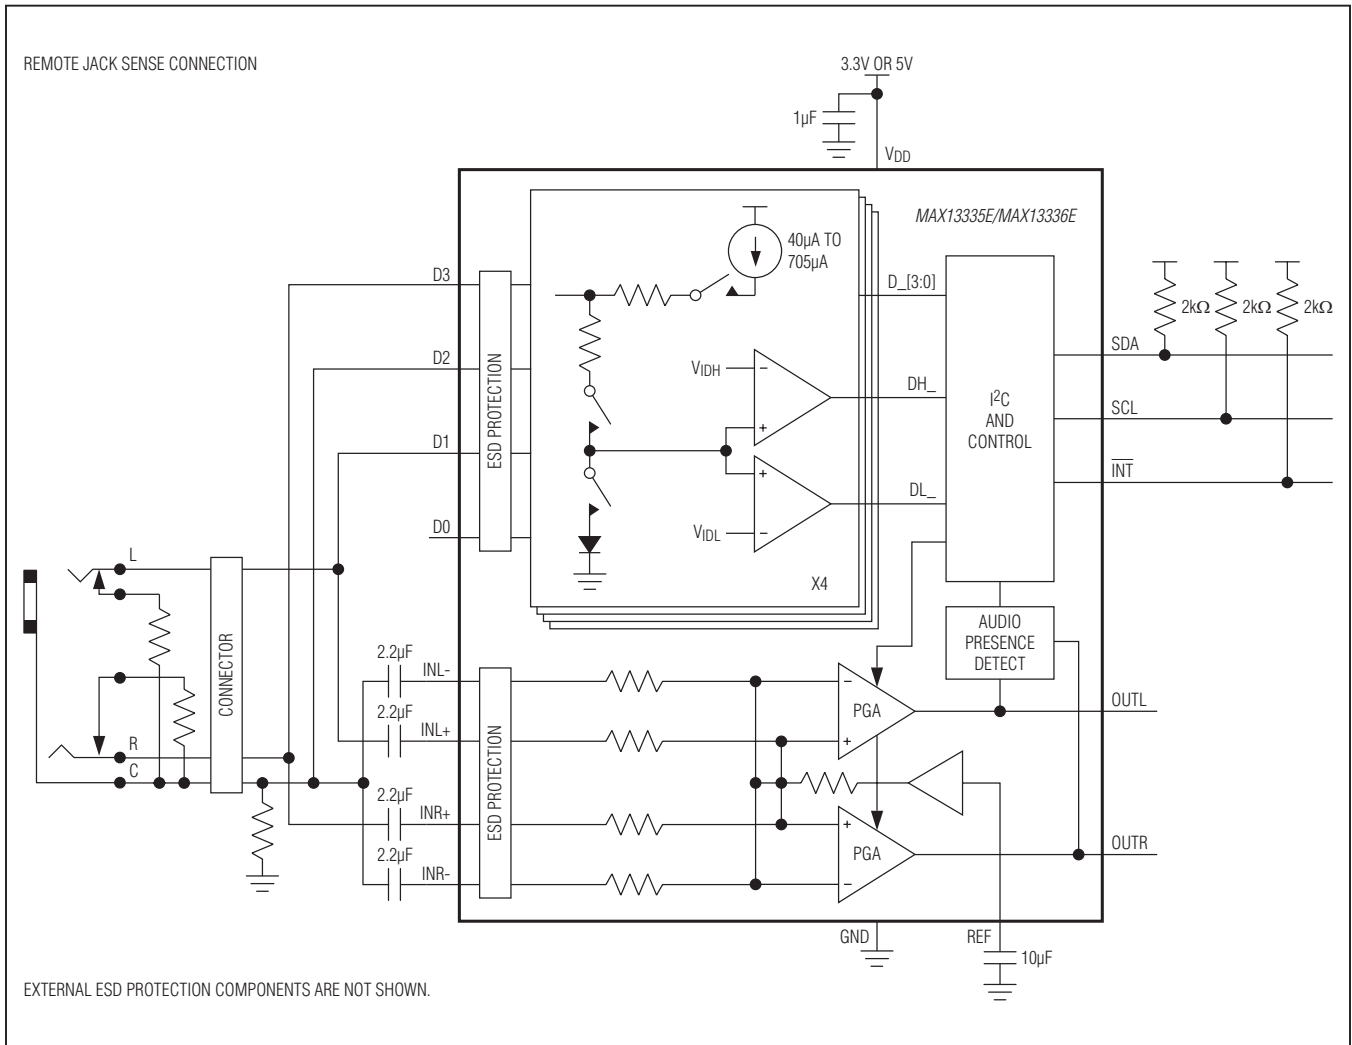 REMOTE JACK SENSE CONNECTION
3.3V OR 5V
1µF
VDD
MAX13335E/MAX13336E
40µA TO
705µA
D3
D_[3:0]
2kΩ
2kΩ
2kΩ
SDA
D2
VIDH
−
+
DH_
I2C
AND
CONTROL
SCL
ESD PROTECTION
D1
INT
+
−
DL_
D0
VIDL
X4
L
CONNECTOR
R
C
AUDIO
PRESENCE
DETECT
2.2µF
INL-
2.2µF
INL+
2.2µF
INR+
2.2µF
INR-
ESD PROTECTION
−
PGA
+
OUTL
+
PGA
−
OUTR
GND
REF
10µF
EXTERNAL ESD PROTECTION COMPONENTS ARE NOT SHOWN.